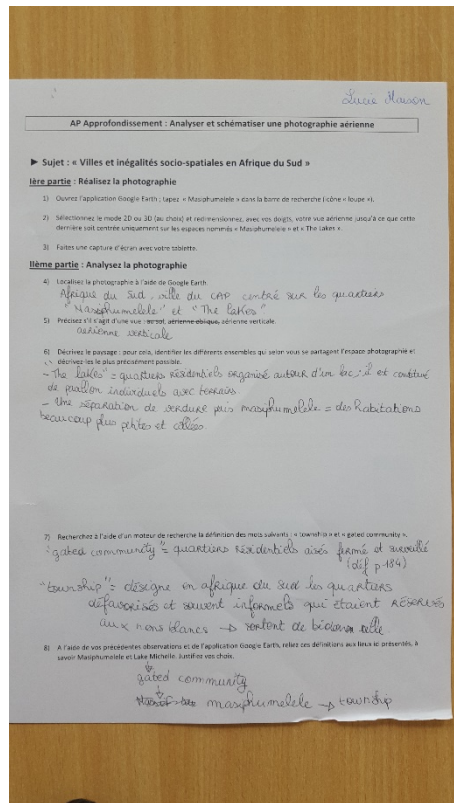 Lucie Maison
AP Approfondissement : Analyser et schématiser une photographie aérienne
► Sujet : « Villes et inégalités socio-spatiales en Afrique du Sud »
Ière partie : Réalisez la photographie
1) Ouvrez l'application Google Earth ; tapez « Masiphumelele » dans la barre de recherche (icône « loupe »).
2) Sélectionnez le mode 2D ou 3D (au choix) et redimensionnez, avec vos doigts, votre vue aérienne jusqu'à ce que cette
dernière soit centrée uniquement sur les espaces nommés « Masiphumelele » et « The Lakes ».
3) Faites une capture d'écran avec votre tablette.
IIème partie : Analysez la photographie
4) Localisez la photographie à l'aide de Google Earth.
Afrique du Sud, ville du CAP centré sur les quartiers
"Masiphumelele" et "The Lakes"
5) Précisez s'il s'agit d'une vue : au sol, aérienne oblique, aérienne verticale.
aérienne verticale
6) Décrivez le paysage : pour cela, identifier les différents ensembles qui selon vous se partagent l'espace photographié et
décrivez-les le plus précisément possible.
- "The lakes" = quartiers résidentiels organisé autour d'un lac ; il est constitué
de pavillon individuels avec terrains.
- Une séparation de verdure puis masiphumelele = des habitations
beaucoup plus petites et collées.
7) Recherchez à l'aide d'un moteur de recherche la définition des mots suivants : « township » et « gated community ».
"gated community" = quartiers résidentiels aisés fermé et surveillé
(déf p.184)
"township" = désigne en afrique du sud les quartiers
défavorisés et souvent informels qui étaient RÉSERVÉS
aux nons blancs → sortent de
8) A l'aide de vos précédentes observations et de l'application Google Earth, reliez ces définitions aux lieux ici présentés, à
savoir Masiphumelele et Lake Michelle. Justifiez vos choix.
gated community
masiphumelele → township